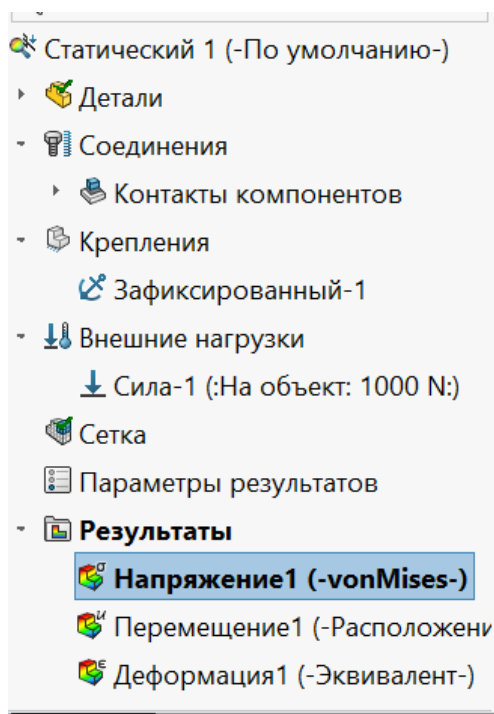 Статический 1 (-По умолчанию-)
Детали
Соединения
Контакты компонентов
Крепления
Зафиксированный-1
Внешние нагрузки
Сила-1 (:На объект: 1000 N:)
Сетка
Параметры результатов
Результаты
Напряжение1 (-vonMises-)
Перемещение1 (-Расположени
Деформация1 (-Эквивалент-)